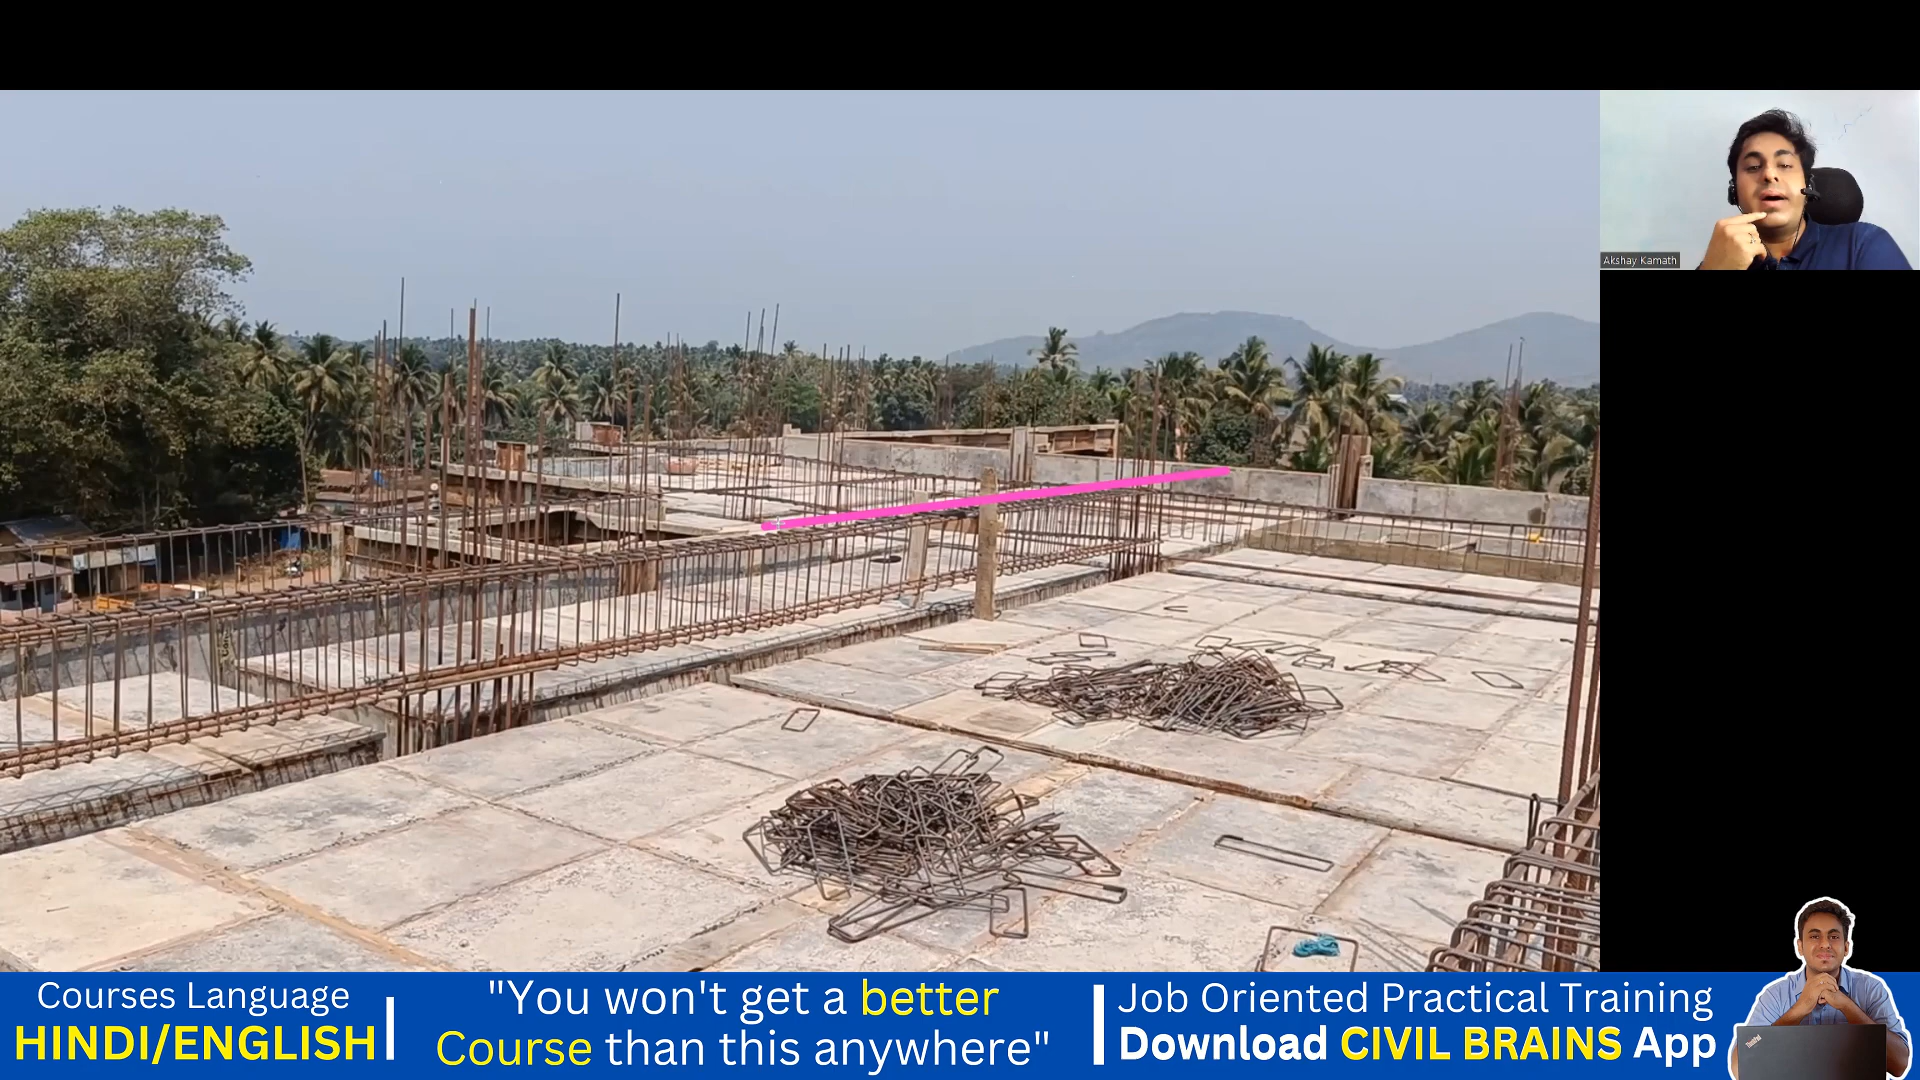 Akshay Kamath
Courses Language
HINDI/ENGLISH
"You won't get a better
Course than this anywhere"
Job Oriented Practical Training
Download CIVIL BRAINS App
ThinkPad